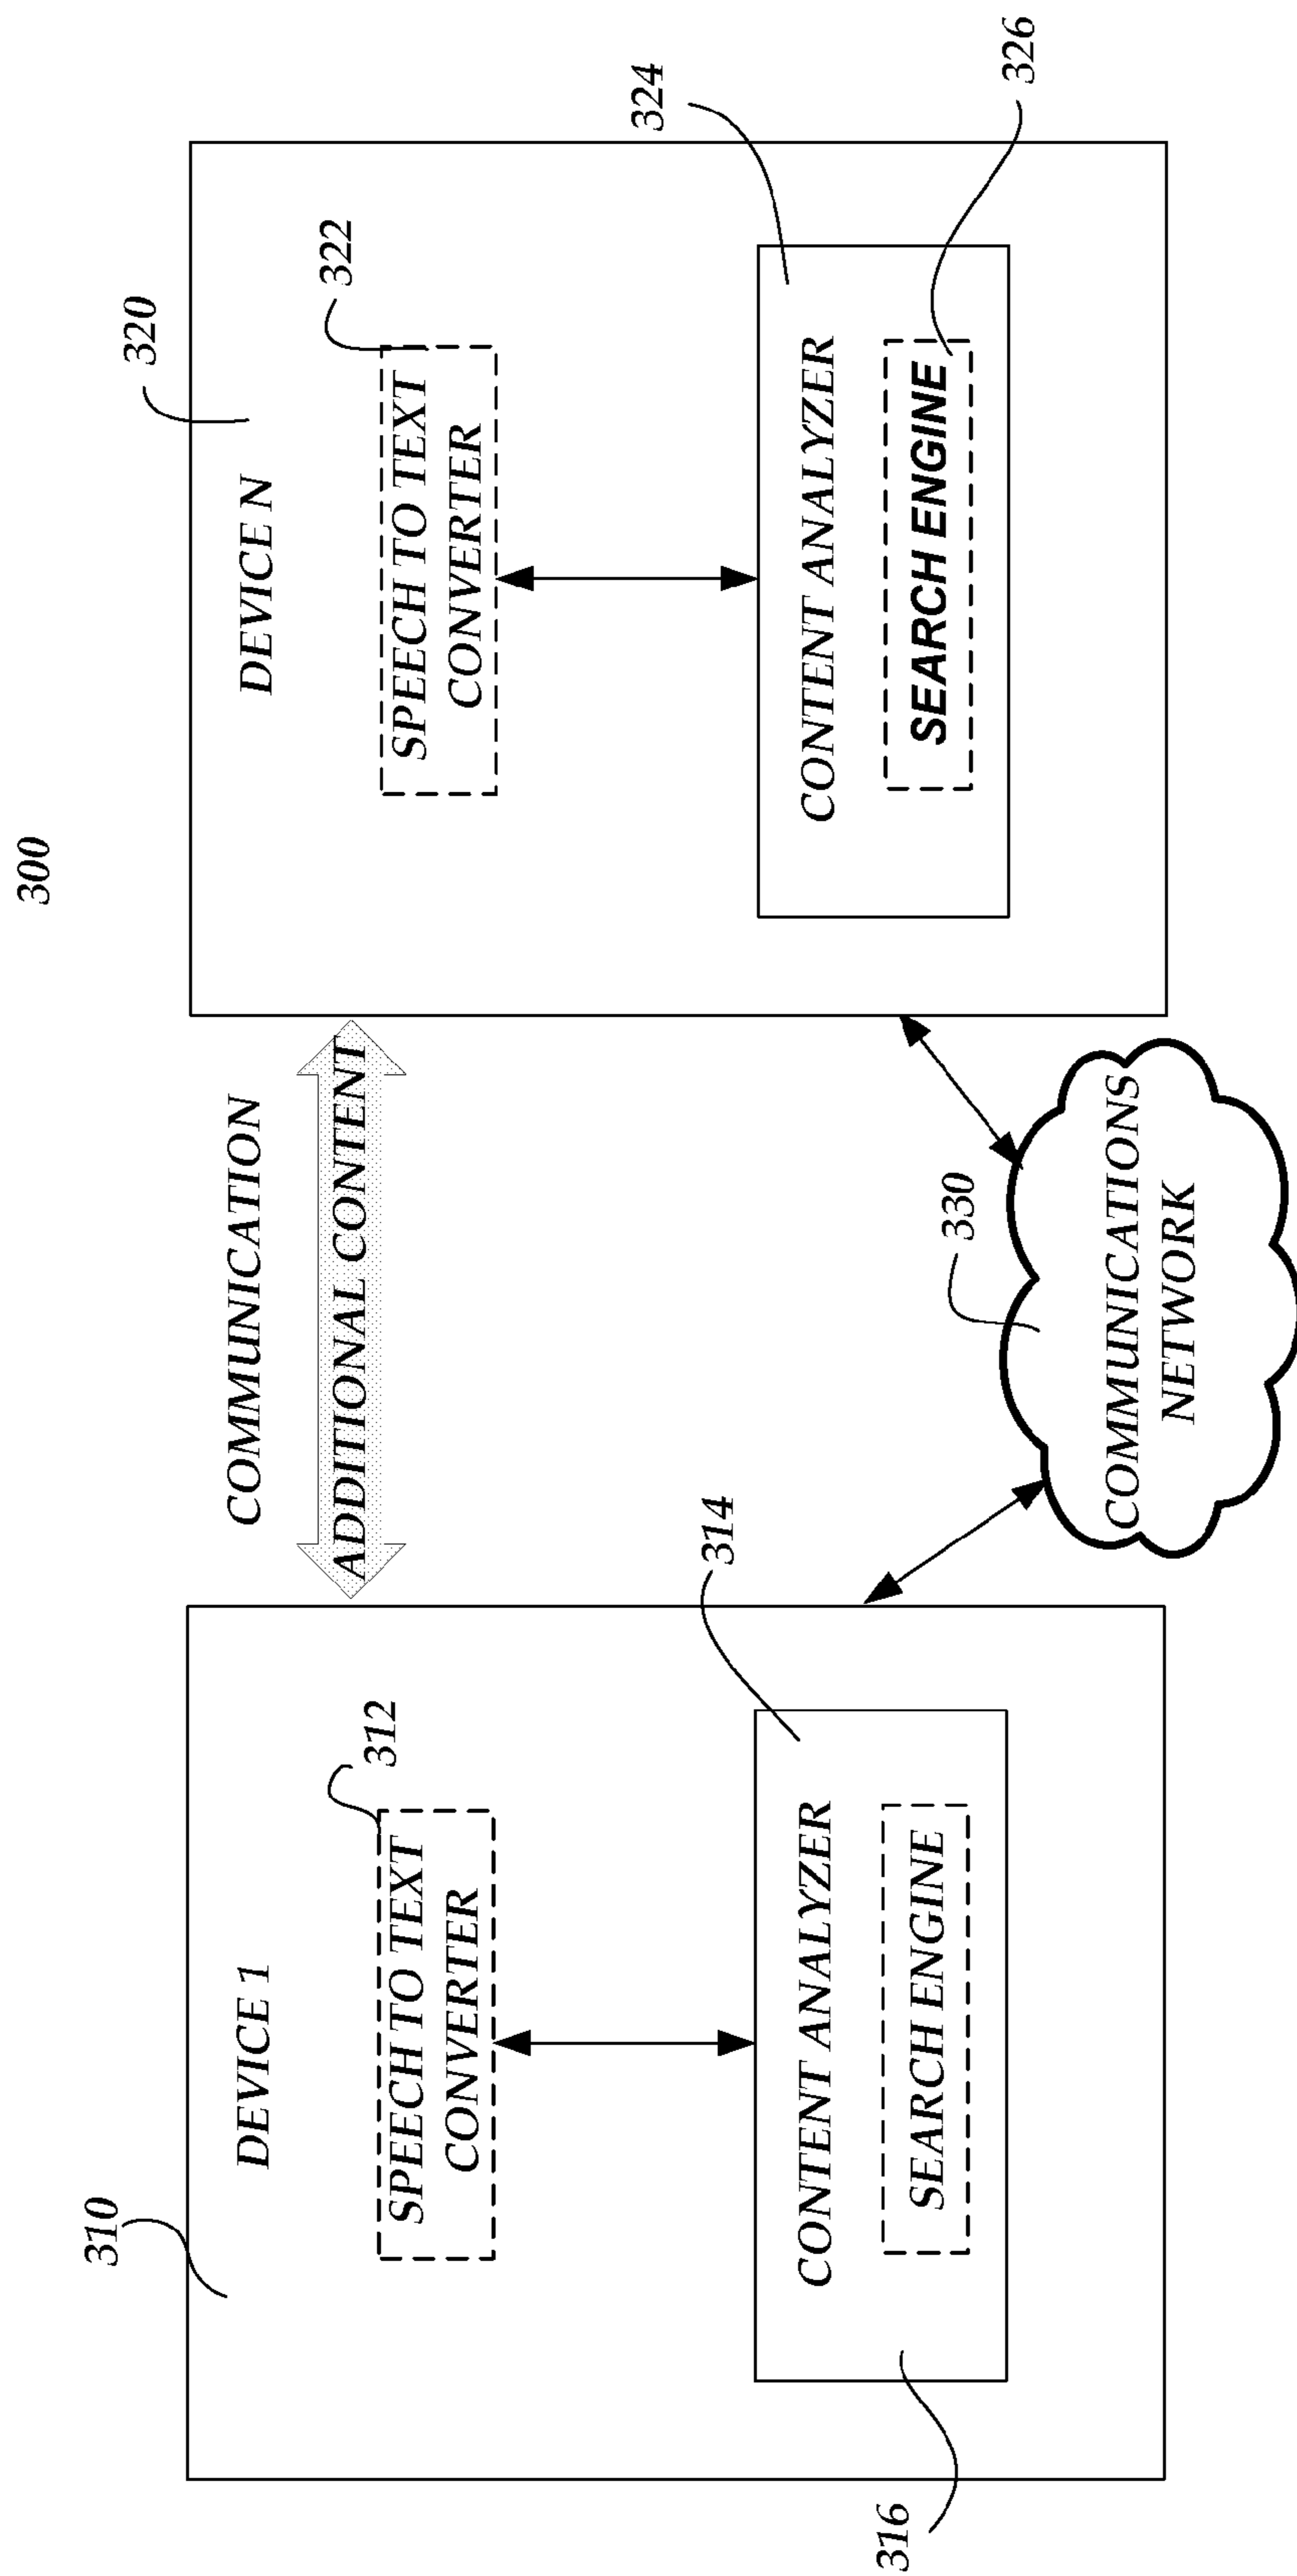 300
310
DEVICE 1
312
SPEECH TO TEXT
CONVERTER
314
CONTENT ANALYZER
SEARCH ENGINE
316
COMMUNICATION
ADDITIONAL CONTENT
330
COMMUNICATIONS
NETWORK
320
DEVICE N
322
SPEECH TO TEXT
CONVERTER
324
CONTENT ANALYZER
SEARCH ENGINE
326